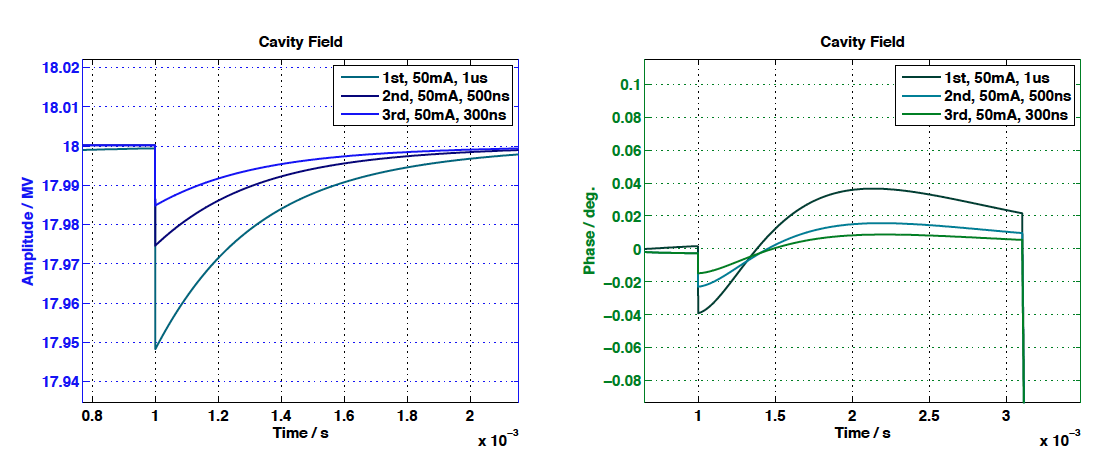 Cavity Field
18.02
18.01
18
17.99
17.98
17.97
17.96
17.95
17.94
Amplitude / MV
1st, 50mA, 1us
2nd, 50mA, 500ns
3rd, 50mA, 300ns
0.8 1 1.2 1.4 1.6 1.8 2
Time / s
x 10⁻³
Cavity Field
0.1
0.08
0.06
0.04
0.02
0
−0.02
−0.04
−0.06
−0.08
Phase / deg.
1st, 50mA, 1us
2nd, 50mA, 500ns
3rd, 50mA, 300ns
1 1.5 2 2.5 3
Time / s
x 10⁻³